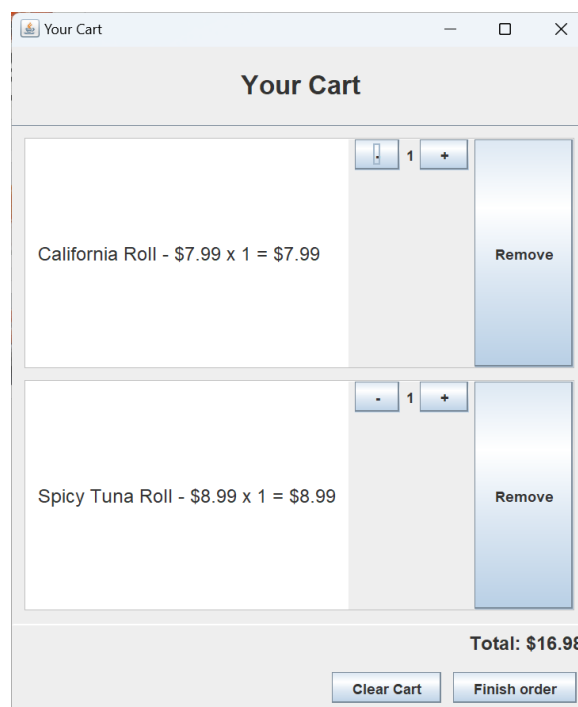 Your Cart
Your Cart
- 1 +
California Roll - $7.99 x 1 = $7.99
Remove
- 1 +
Spicy Tuna Roll - $8.99 x 1 = $8.99
Remove
Total: $16.98
Clear Cart
Finish order